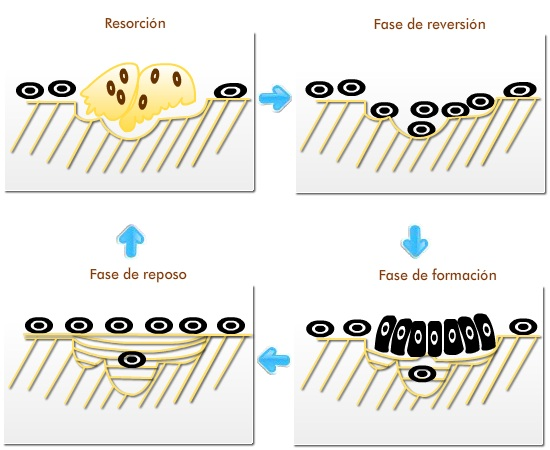 Resorción
Fase de reversión
Fase de reposo
Fase de formación